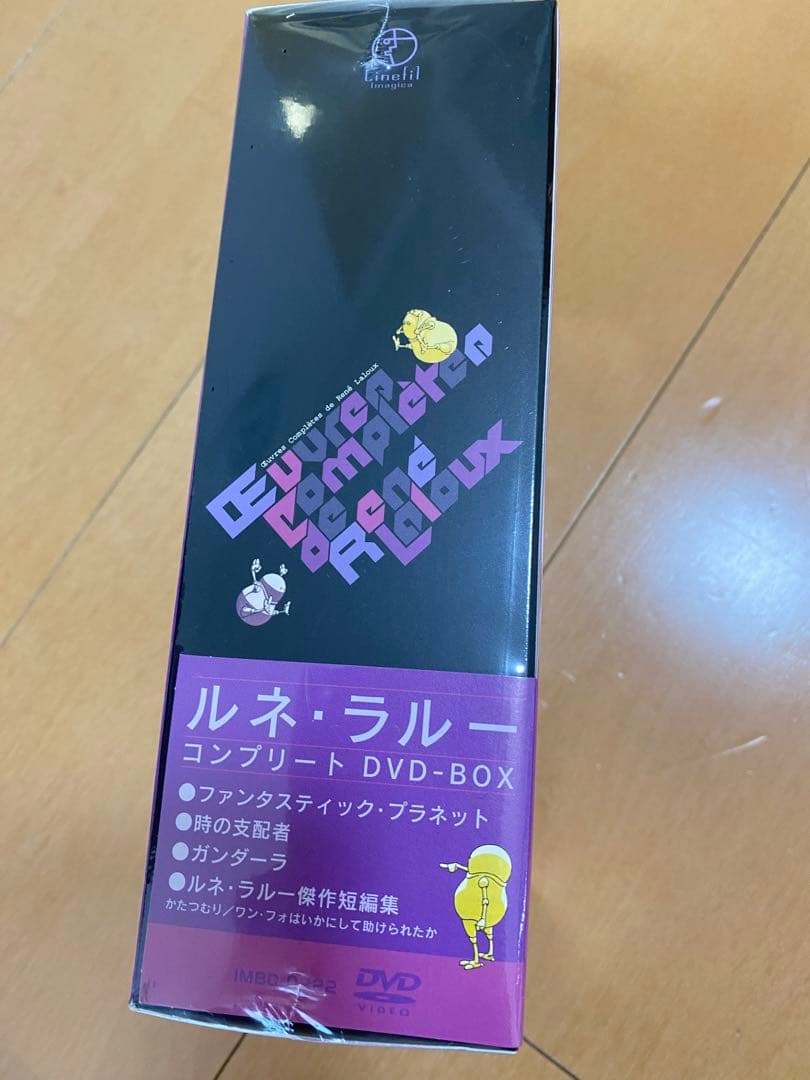 Cinefil
Imagica
Œuvres Complètes de René Laloux
Œuvres
Complètes
de René
Laloux
ルネ・ラルー
コンプリート DVD-BOX
●ファンタスティック・プラネット
●時の支配者
●ガンダーラ
●ルネ・ラルー傑作短編集
かたつむり／ワン・フォはいかにして助けられたか
DVD
VIDEO